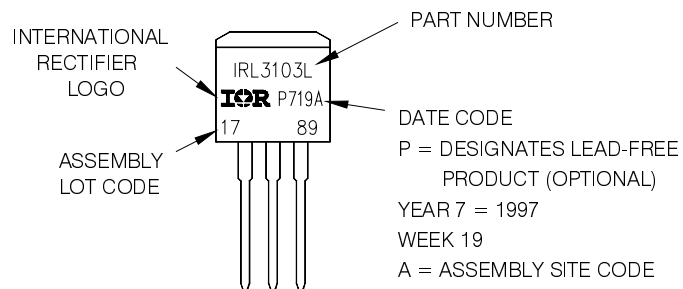 PART NUMBER
INTERNATIONAL
RECTIFIER
LOGO
IRL3103L
IOR P719A
17 89
ASSEMBLY
LOT CODE
DATE CODE
P = DESIGNATES LEAD-FREE
PRODUCT (OPTIONAL)
YEAR 7 = 1997
WEEK 19
A = ASSEMBLY SITE CODE